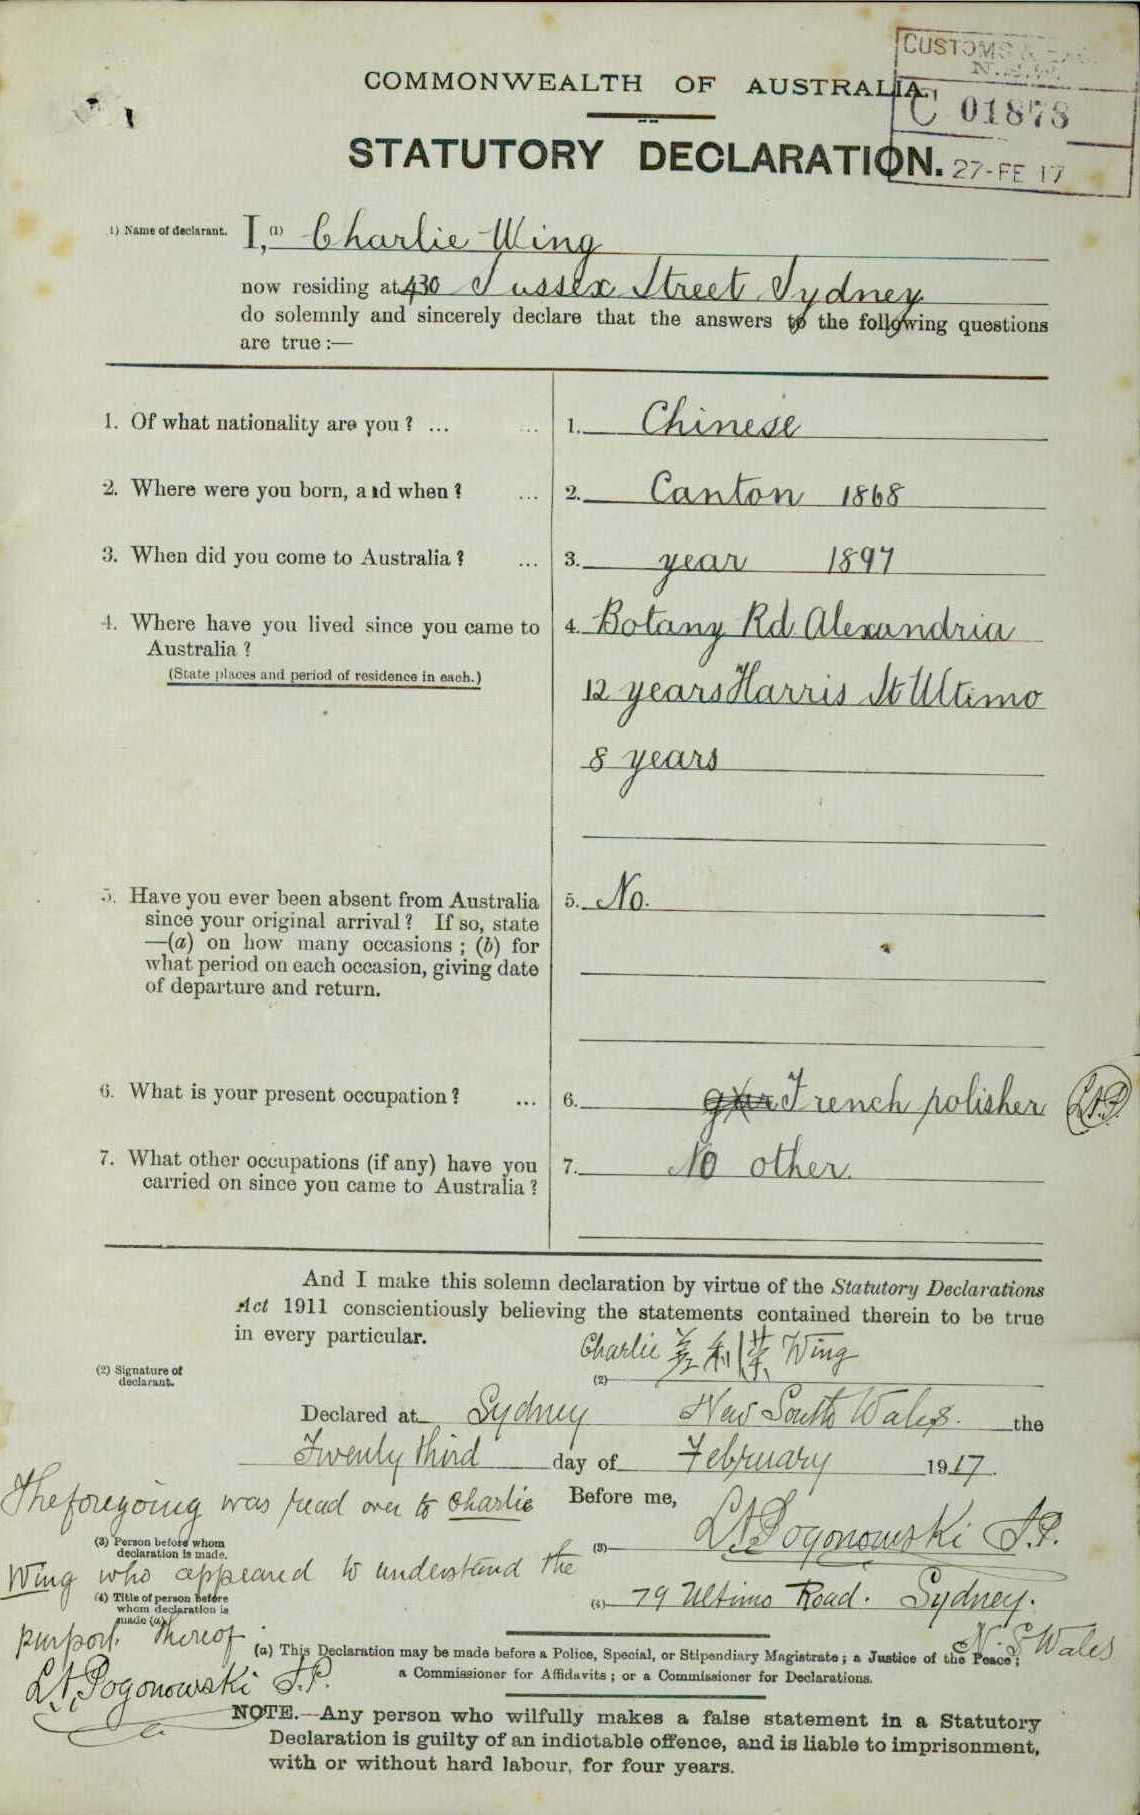 CUSTOMS &
N.S.W.
C 01878
27-FE 17
COMMONWEALTH OF AUSTRALIA.
STATUTORY DECLARATION.
1) Name of declarant. I,(1) Charlie Wing
now residing at 430 Sussex Street Sydney
do solemnly and sincerely declare that the answers to the following questions
are true :—
1. Of what nationality are you ? ... ... 1. Chinese
2. Where were you born, and when ? ... 2. Canton 1868
3. When did you come to Australia ? ... 3. year 1897
4. Where have you lived since you came to 4. Botany Rd Alexandria
Australia ?
(State places and period of residence in each.)
12 years Harris St Ultimo
8 years
5. Have you ever been absent from Australia 5. No.
since your original arrival ? If so, state
—(a) on how many occasions ; (b) for
what period on each occasion, giving date
of departure and return.
6. What is your present occupation ? ... 6. French polisher
7. What other occupations (if any) have you 7. No other.
carried on since you came to Australia ?
And I make this solemn declaration by virtue of the Statutory Declarations
Act 1911 conscientiously believing the statements contained therein to be true
in every particular.
Charlie Wing
(2) Signature of
declarant.
(2)
Declared at Sydney New South Wales. the
Twenty third day of February 1917.
Before me,
The foregoing was read over to Charlie
(3) Person before whom
declaration is made.
(3) L.A. Pogonowski J.P.
Wing who appeared to understand the
(4) Title of person before
whom declaration is
made (a).
(4) 79 Ultimo Road. Sydney.
N. S Wales
purport thereof
L.A. Pogonowski J.P.
(a) This Declaration may be made before a Police, Special, or Stipendiary Magistrate ; a Justice of the Peace ;
a Commissioner for Affidavits ; or a Commissioner for Declarations.
NOTE.—Any person who wilfully makes a false statement in a Statutory
Declaration is guilty of an indictable offence, and is liable to imprisonment,
with or without hard labour, for four years.